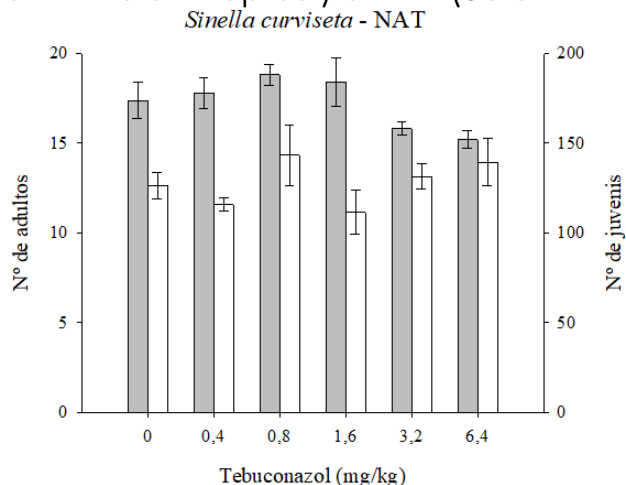 Sinella curviseta - NAT
20
15
10
5
0
Nº de adultos
200
150
100
50
0
Nº de juvenis
0 0,4 0,8 1,6 3,2 6,4
Tebuconazol (mg/kg)